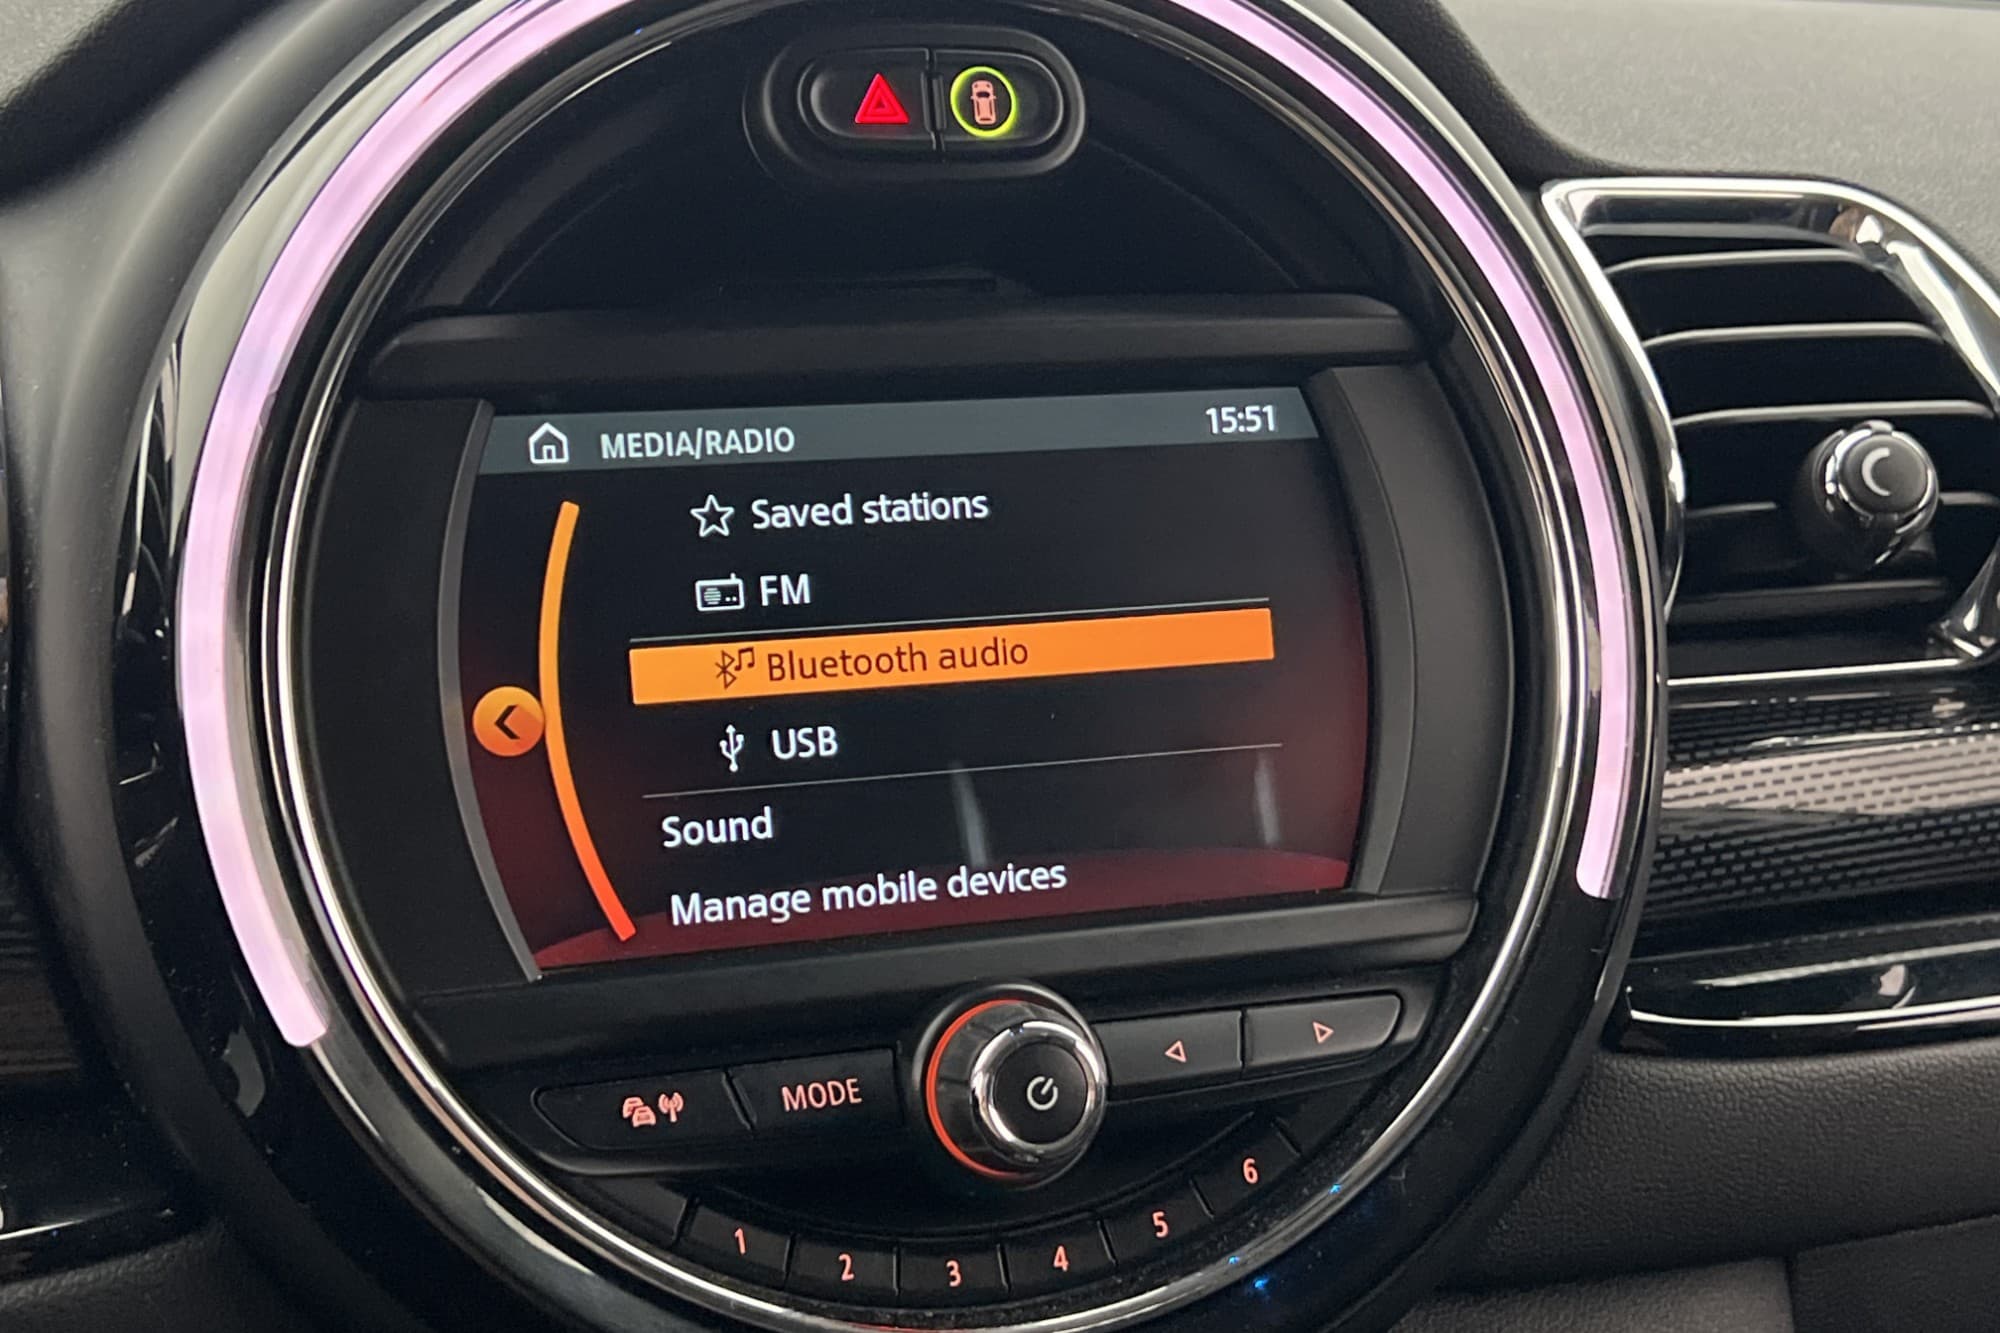 MEDIA/RADIO 15:51
Saved stations
FM
Bluetooth audio
USB
Sound
Manage mobile devices
MODE
1 2 3 4 5 6